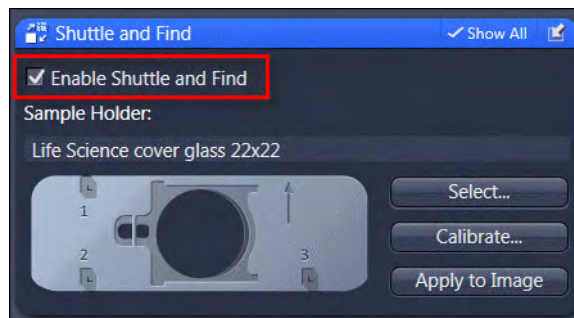 Shuttle and Find
Show All
Enable Shuttle and Find
Sample Holder:
Life Science cover glass 22x22
Select...
1
Calibrate...
2
3
Apply to Image